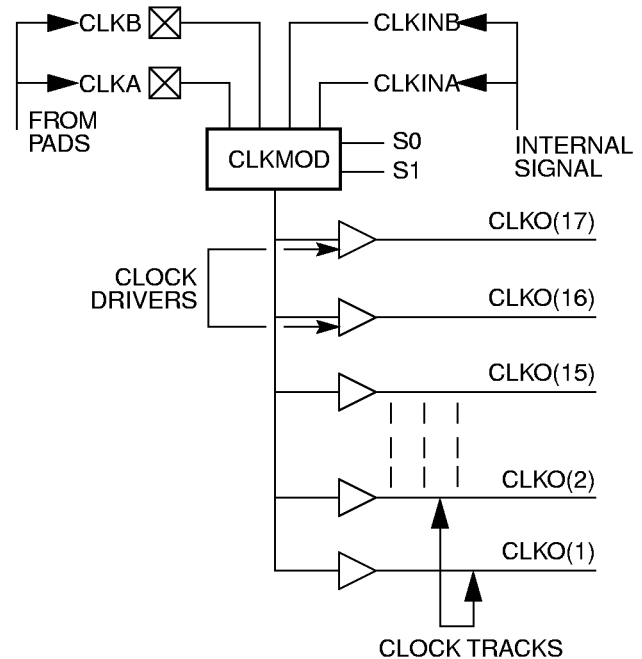 CLKB
CLKINB
CLKA
CLKINA
FROM
PADS
CLKMOD
S0
S1
INTERNAL
SIGNAL
CLKO(17)
CLOCK
DRIVERS
CLKO(16)
CLKO(15)
CLKO(2)
CLKO(1)
CLOCK TRACKS